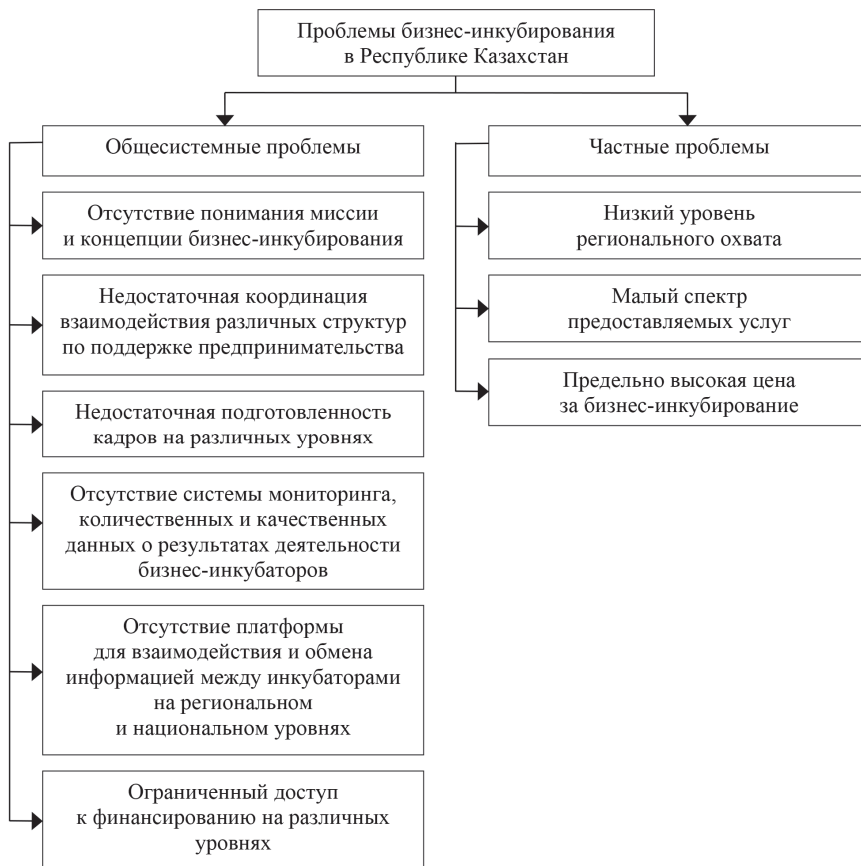 Проблемы бизнес-инкубирования
в Республике Казахстан
Общесистемные проблемы
Отсутствие понимания миссии
и концепции бизнес-инкубирования
Недостаточная координация
взаимодействия различных структур
по поддержке предпринимательства
Недостаточная подготовленность
кадров на различных уровнях
Отсутствие системы мониторинга,
количественных и качественных
данных о результатах деятельности
бизнес-инкубаторов
Отсутствие платформы
для взаимодействия и обмена
информацией между инкубаторами
на региональном
и национальном уровнях
Ограниченный доступ
к финансированию на различных
уровнях
Частные проблемы
Низкий уровень
регионального охвата
Малый спектр
предоставляемых услуг
Предельно высокая цена
за бизнес-инкубирование